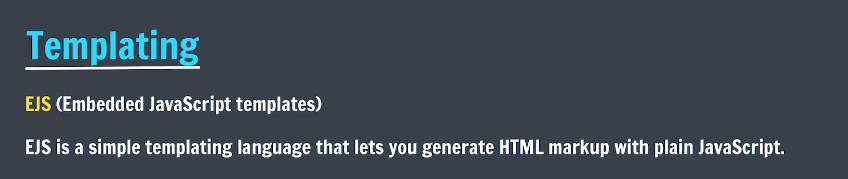 Templating
EJS (Embedded JavaScript templates)
EJS is a simple templating language that lets you generate HTML markup with plain JavaScript.